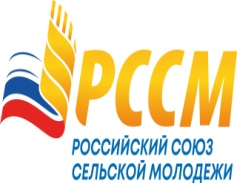 РССМ
РОССИЙСКИЙ СОЮЗ
СЕЛЬСКОЙ МОЛОДЕЖИ